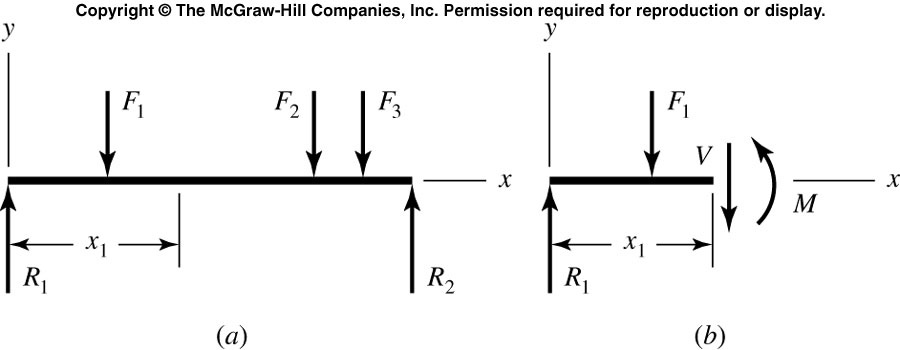 Copyright © The McGraw-Hill Companies, Inc. Permission required for reproduction or display.
y
F1
F2
F3
x
x1
R1
R2
(a)
y
F1
V
M
x
x1
R1
(b)